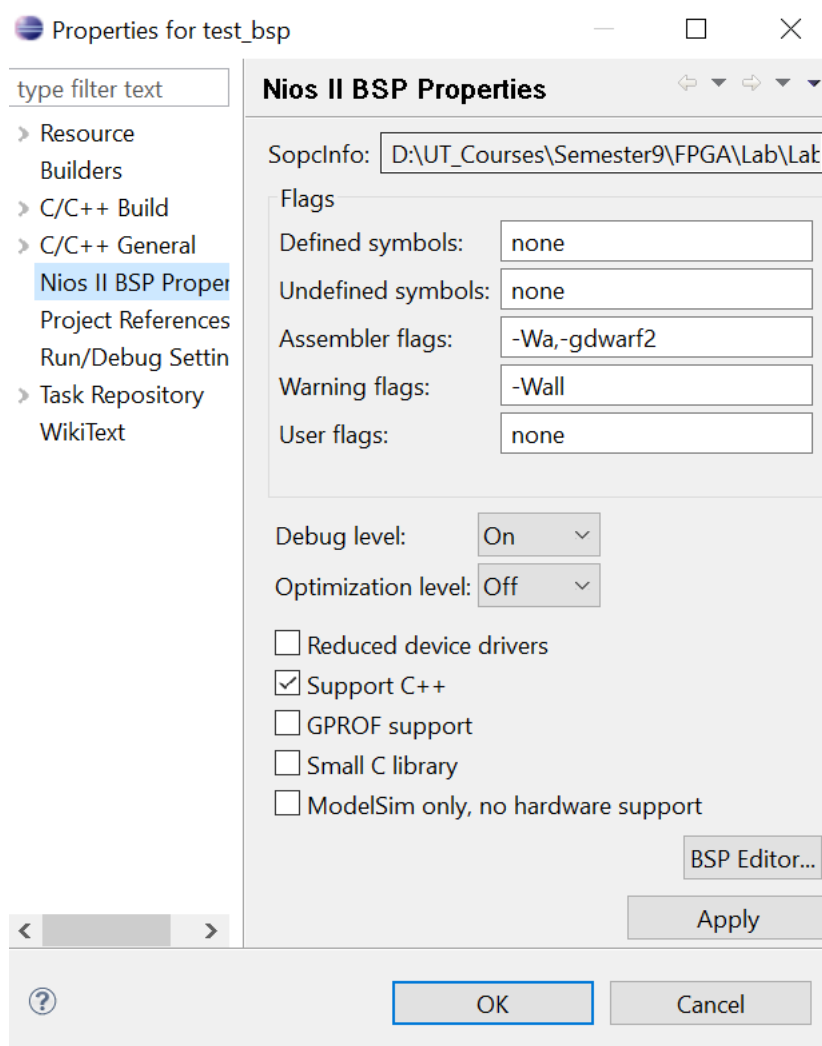 Properties for test_bsp
type filter text
Resource
Builders
C/C++ Build
C/C++ General
Nios II BSP Proper
Project References
Run/Debug Settin
Task Repository
WikiText
Nios II BSP Properties
SopcInfo: D:\UT_Courses\Semester9\FPGA\Lab\Lab
Flags
Defined symbols: none
Undefined symbols: none
Assembler flags: -Wa,-gdwarf2
Warning flags: -Wall
User flags: none
Debug level: On
Optimization level: Off
Reduced device drivers
Support C++
GPROF support
Small C library
ModelSim only, no hardware support
BSP Editor...
Apply
OK Cancel